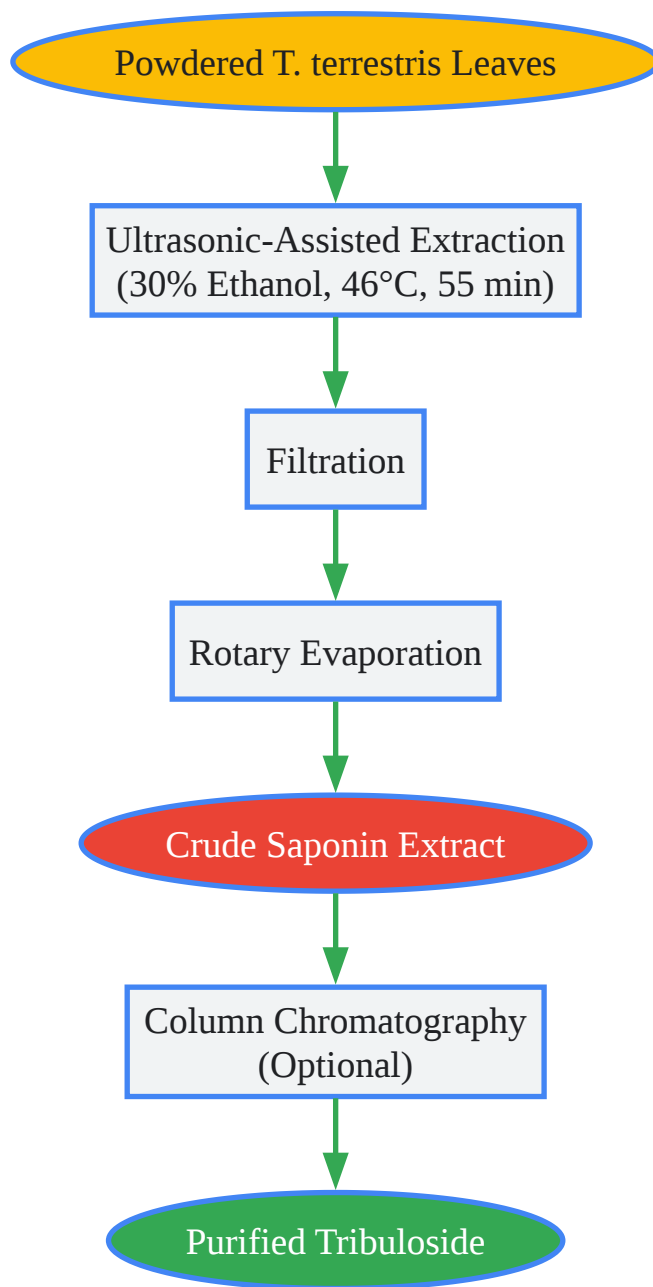 Powdered T. terrestris Leaves
Ultrasonic-Assisted Extraction
(30% Ethanol, 46°C, 55 min)
Filtration
Rotary Evaporation
Crude Saponin Extract
Column Chromatography
(Optional)
Purified Tribuloside